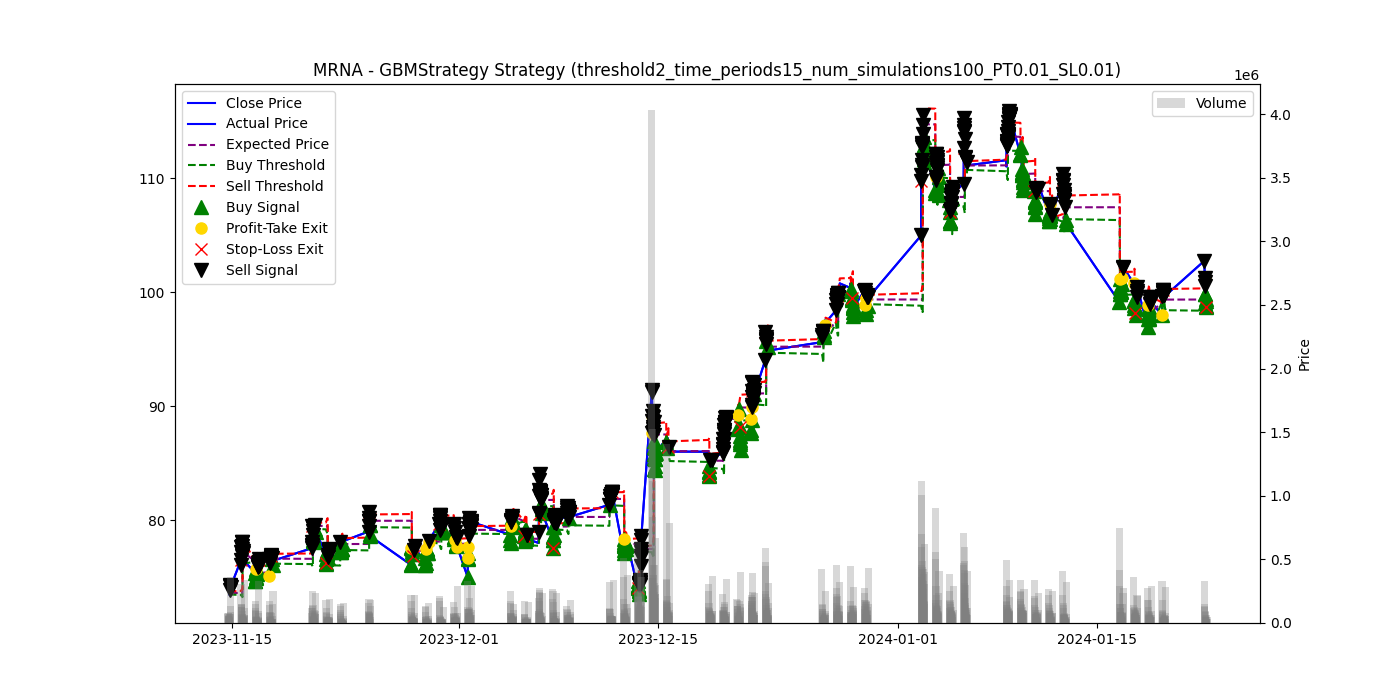 MRNA - GBMStrategy Strategy (threshold2_time_periods15_num_simulations100_PT0.01_SL0.01)
1e6
Close Price
Actual Price
Expected Price
Buy Threshold
Sell Threshold
Buy Signal
Profit-Take Exit
Stop-Loss Exit
Sell Signal
Volume
110
100
90
80
4.0
3.5
3.0
2.5
2.0
1.5
1.0
0.5
0.0
Price
2023-11-15
2023-12-01
2023-12-15
2024-01-01
2024-01-15